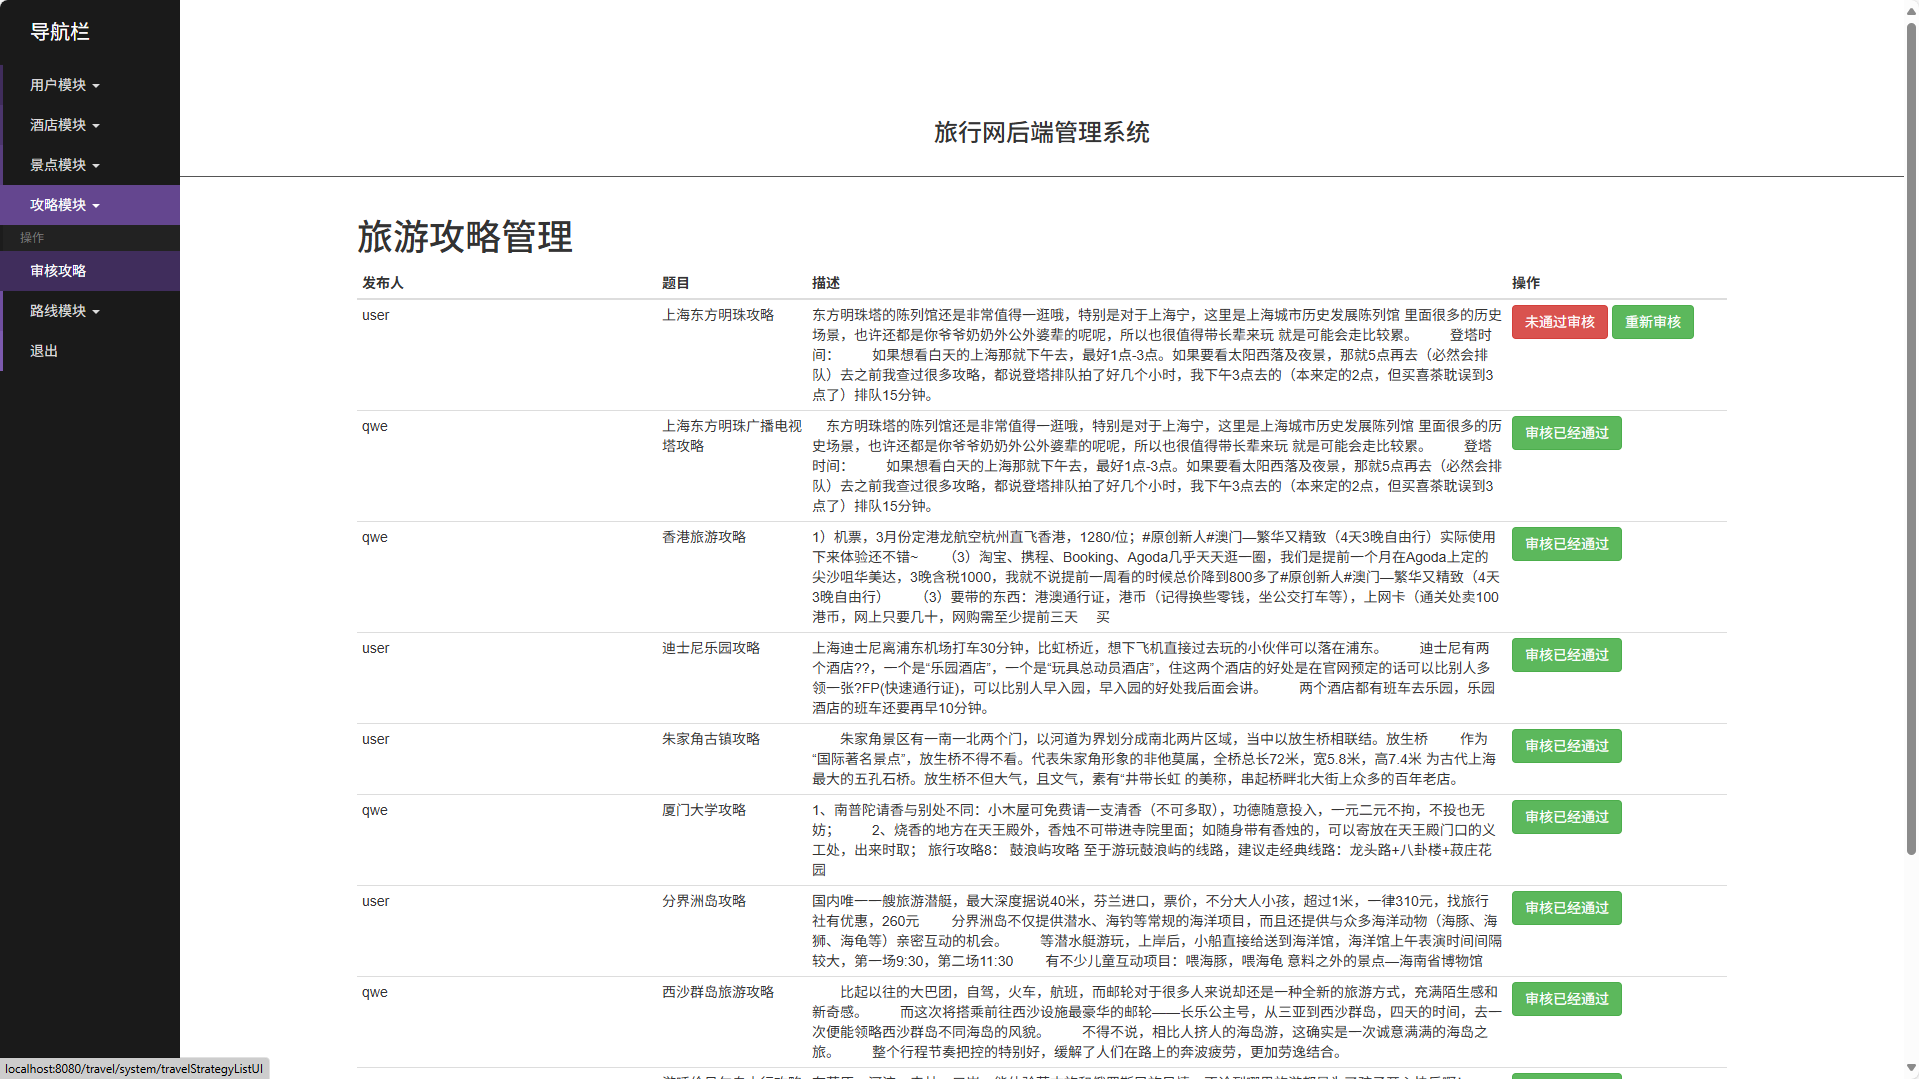 导航栏
用户模块
酒店模块
景点模块
攻略模块
操作
审核攻略
路线模块
退出
旅行网后端管理系统
旅游攻略管理
发布人 题目 描述 操作
user 上海东方明珠攻略 东方明珠塔的陈列馆还是非常值得一逛哦，特别是对于上海宁，这里是上海城市历史发展陈列馆 里面很多的历史 未通过审核 重新审核
场景，也许还都是你爷爷奶奶外公外婆辈的呢呢，所以也很值得带长辈来玩 就是可能会走比较累。 登塔时
间： 如果想看白天的上海那就下午去，最好1点-3点。如果要看太阳西落及夜景，那就5点再去（必然会排
队）去之前我查过很多攻略，都说登塔排队拍了好几个小时，我下午3点去的（本来定的2点，但买喜茶耽误到3
点了）排队15分钟。
qwe 上海东方明珠广播电视 东方明珠塔的陈列馆还是非常值得一逛哦，特别是对于上海宁，这里是上海城市历史发展陈列馆 里面很多的历 审核已经通过
塔攻略 史场景，也许还都是你爷爷奶奶外公外婆辈的呢呢，所以也很值得带长辈来玩 就是可能会走比较累。 登塔
时间： 如果想看白天的上海那就下午去，最好1点-3点。如果要看太阳西落及夜景，那就5点再去（必然会排
队）去之前我查过很多攻略，都说登塔排队拍了好几个小时，我下午3点去的（本来定的2点，但买喜茶耽误到3
点了）排队15分钟。
qwe 香港旅游攻略 1）机票，3月份定港龙航空杭州直飞香港，1280/位；#原创新人#澳门—繁华又精致（4天3晚自由行）实际使用 审核已经通过
下来体验还不错~ （3）淘宝、携程、Booking、Agoda几乎天天逛一圈，我们是提前一个月在Agoda上定的
尖沙咀华美达，3晚含税1000，我就不说提前一周看的时候总价降到800多了#原创新人#澳门—繁华又精致（4天
3晚自由行） （3）要带的东西：港澳通行证，港币（记得换些零钱，坐公交打车等），上网卡（通关处卖100
港币，网上只要几十，网购需至少提前三天 买
user 迪士尼乐园攻略 上海迪士尼离浦东机场打车30分钟，比虹桥近，想下飞机直接过去玩的小伙伴可以落在浦东。 迪士尼有两 审核已经通过
个酒店??，一个是“乐园酒店”，一个是“玩具总动员酒店”，住这两个酒店的好处是在官网预定的话可以比别人多
领一张?FP(快速通行证)，可以比别人早入园，早入园的好处我后面会讲。 两个酒店都有班车去乐园，乐园
酒店的班车还要再早10分钟。
user 朱家角古镇攻略 朱家角景区有一南一北两个门，以河道为界划分成南北两片区域，当中以放生桥相联结。放生桥 作为 审核已经通过
“国际著名景点”，放生桥不得不看。代表朱家角形象的非他莫属，全桥总长72米，宽5.8米，高7.4米 为古代上海
最大的五孔石桥。放生桥不但大气，且文气，素有“井带长虹 的美称，串起桥畔北大街上众多的百年老店。
qwe 厦门大学攻略 1、南普陀请香与别处不同：小木屋可免费请一支清香（不可多取），功德随意投入，一元二元不拘，不投也无 审核已经通过
妨； 2、烧香的地方在天王殿外，香烛不可带进寺院里面；如随身带有香烛的，可以寄放在天王殿门口的义
工处，出来时取； 旅行攻略8： 鼓浪屿攻略 至于游玩鼓浪屿的线路，建议走经典线路：龙头路+八卦楼+菽庄花
园
user 分界洲岛攻略 国内唯一一艘旅游潜艇，最大深度据说40米，芬兰进口，票价，不分大人小孩，超过1米，一律310元，找旅行 审核已经通过
社有优惠，260元 分界洲岛不仅提供潜水、海钓等常规的海洋项目，而且还提供与众多海洋动物（海豚、海
狮、海龟等）亲密互动的机会。 等潜水艇游玩，上岸后，小船直接给送到海洋馆，海洋馆上午表演时间间隔
较大，第一场9:30，第二场11:30 有不少儿童互动项目：喂海豚，喂海龟 意料之外的景点—海南省博物馆
qwe 西沙群岛旅游攻略 比起以往的大巴团，自驾，火车，航班，而邮轮对于很多人来说却还是一种全新的旅游方式，充满陌生感和 审核已经通过
新奇感。 而这次将搭乘前往西沙设施最豪华的邮轮——长乐公主号，从三亚到西沙群岛，四天的时间，去一
次便能领略西沙群岛不同海岛的风貌。 不得不说，相比人挤人的海岛游，这确实是一次诚意满满的海岛之
旅。 整个行程节奏把控的特别好，缓解了人们在路上的奔波疲劳，更加劳逸结合。
localhost:8080/travel/system/travelStrategyListUI